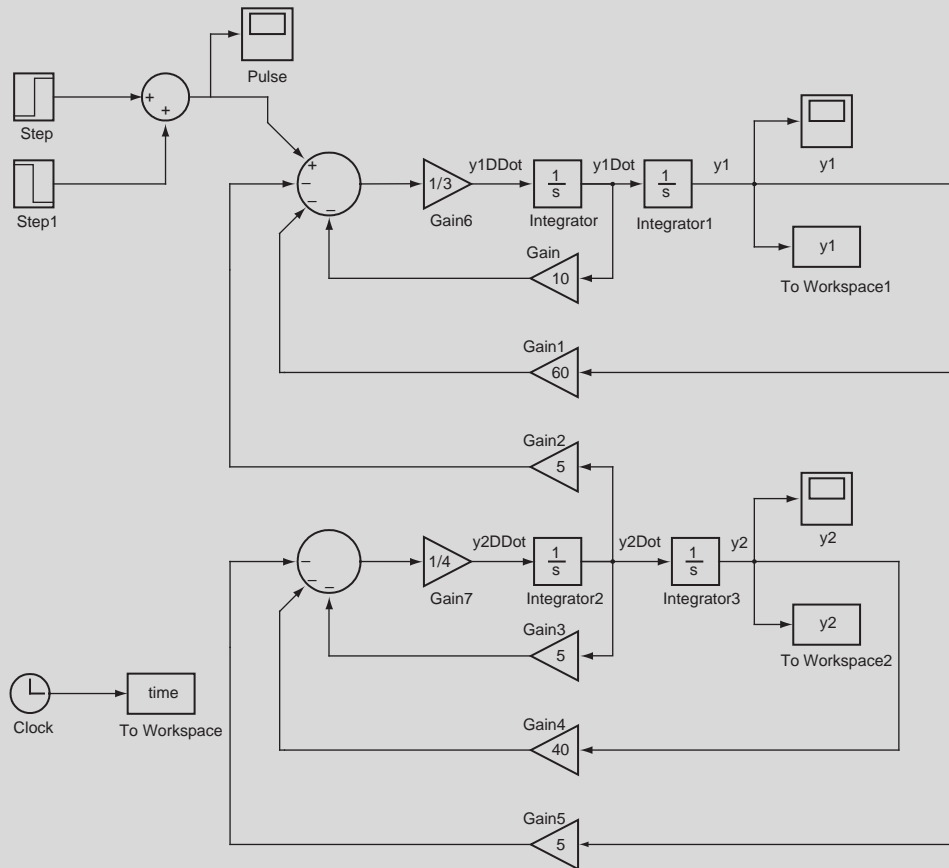 Pulse
+
+
Step
Step1
+
−
−
−
1/3
Gain6
y1DDot
1
s
Integrator
y1Dot
1
s
Integrator1
y1
y1
y1
To Workspace1
Gain
10
Gain1
60
Gain2
5
−
−
−
1/4
Gain7
y2DDot
1
s
Integrator2
y2Dot
1
s
Integrator3
y2
y2
y2
To Workspace2
Gain3
5
Clock
time
To Workspace
Gain4
40
Gain5
5